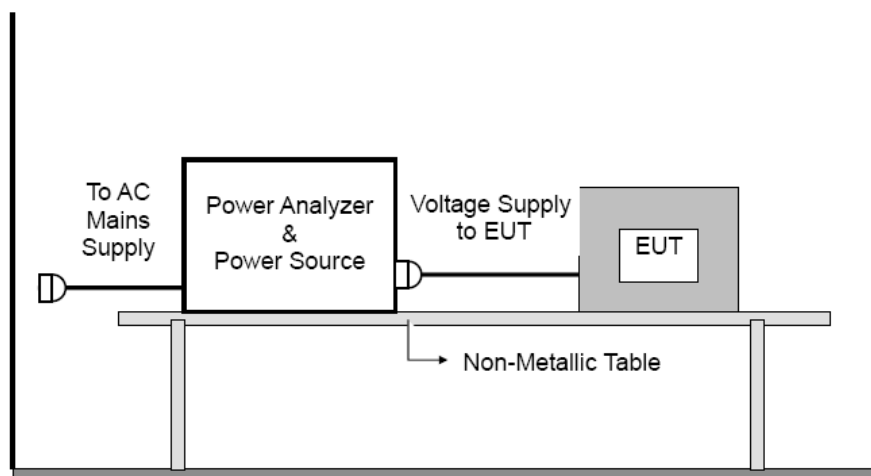 To AC
Mains
Supply
Power Analyzer
&
Power Source
Voltage Supply
to EUT
EUT
Non-Metallic Table